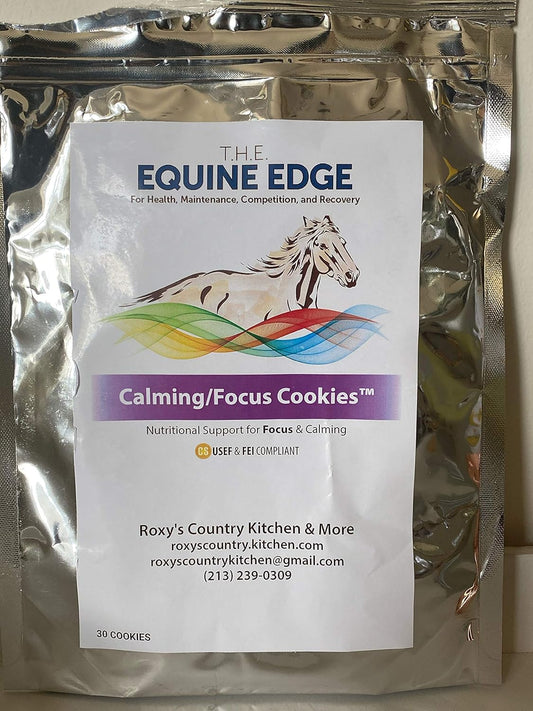 T.H.E.
EQUINE EDGE
For Health, Maintenance, Competition, and Recovery
Calming/Focus Cookies™
Nutritional Support for Focus & Calming
CS USEF & FEI COMPLIANT
Roxy's Country Kitchen & More
roxyscountry.kitchen.com
roxyscountrykitchen@gmail.com
(213) 239-0309
30 COOKIES